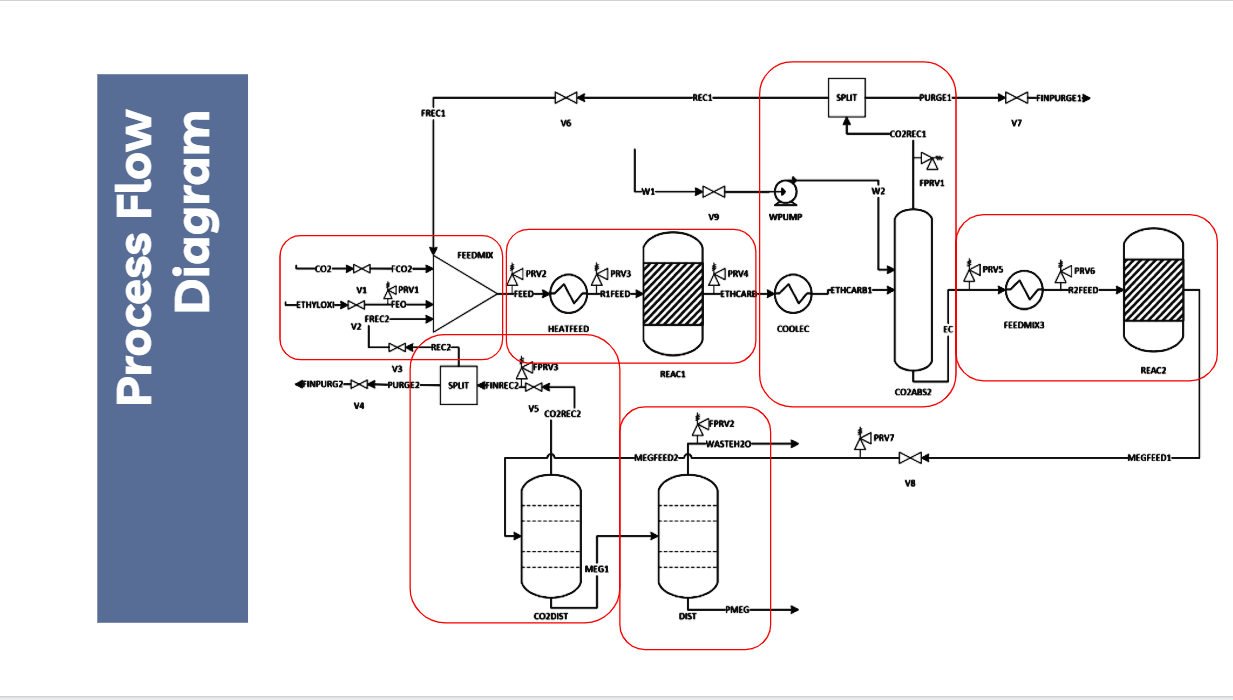 Process Flow
Diagram
SPLIT
REC1
PURGE1
FINPURGE1
V6
V7
FREC1
CO2REC1
FPRV1
W1
W2
V9
WPUMP
FEEDMIX
CO2
FCO2
V1
PRV1
ETHYLOXI
FEO
V2
FREC2
REC2
V3
PRV2
FEED
HEATFEED
PRV3
R1FEED
REAC1
PRV4
ETHCARB
COOLEC
ETHCARB1
CO2ABS2
EC
PRV5
FEEDMIX3
PRV6
R2FEED
REAC2
FINPURG2
V4
PURGE2
SPLIT
FINREC2
FPRV3
V5
CO2REC2
FPRV2
WASTEH2O
PRV7
MEGFEED2
V8
MEGFEED1
MEG1
CO2DIST
DIST
PMEG